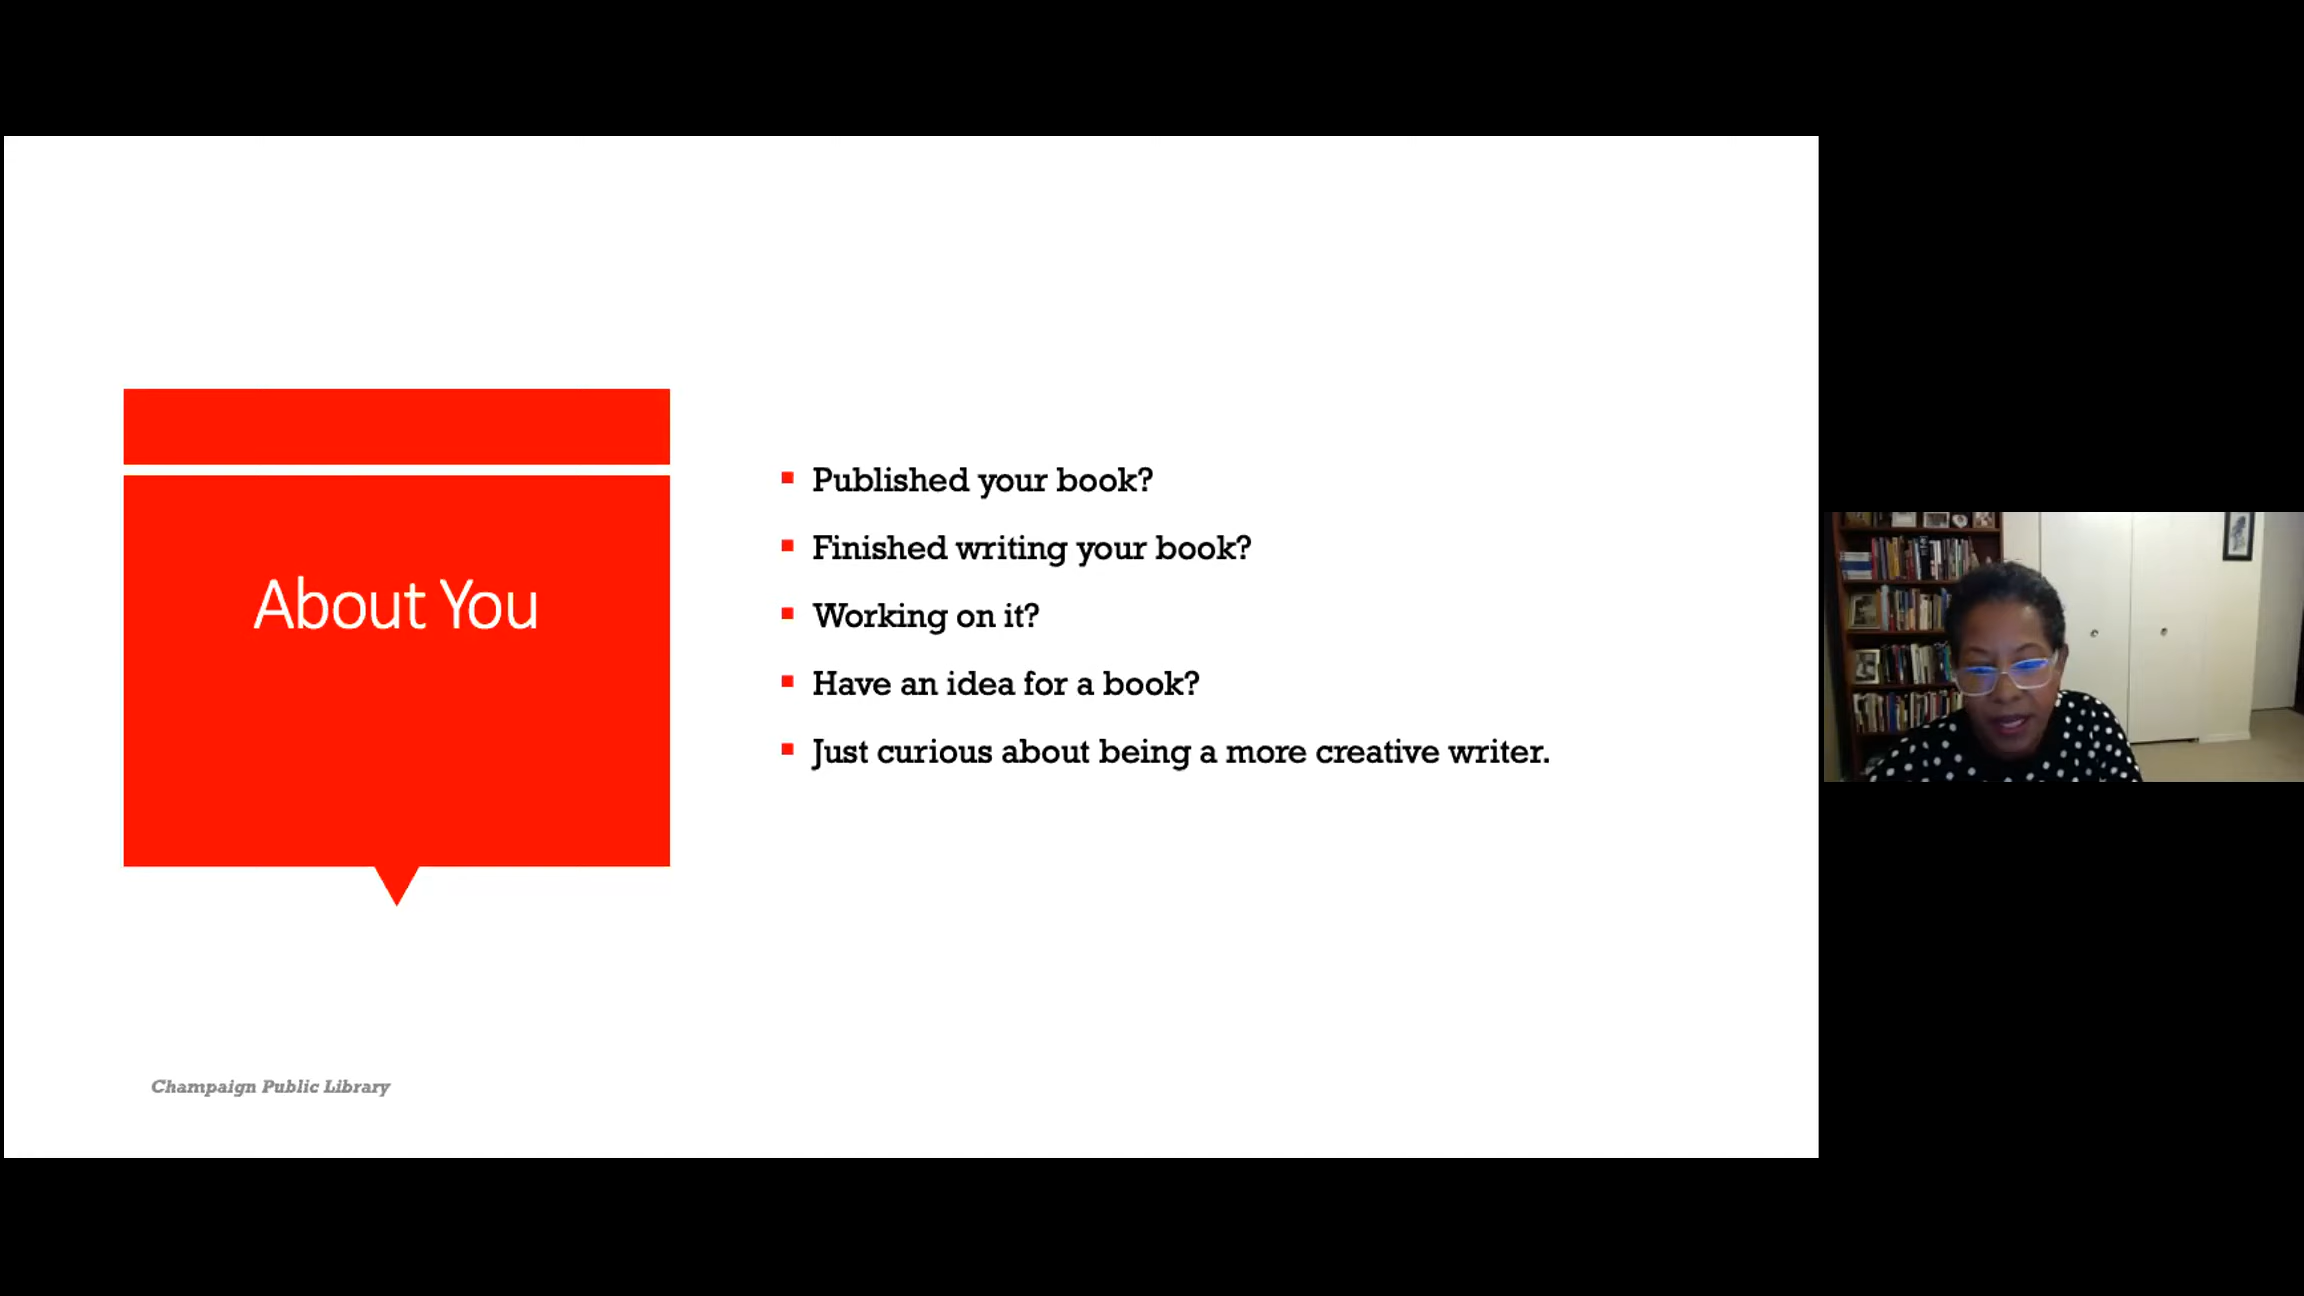 About You
Published your book?
Finished writing your book?
Working on it?
Have an idea for a book?
Just curious about being a more creative writer.
Champaign Public Library